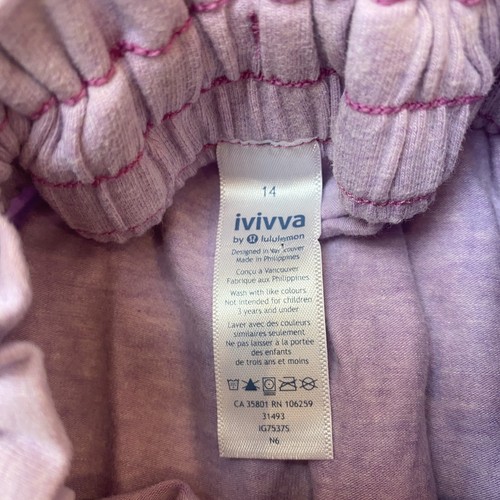 14
ivivva
by lululemon
Designed in Vancouver
Made in Philippines
Conçu à Vancouver
Fabrique aux Philippines
Wash with like colours
Not intended for children
3 years and under
Laver avec des couleurs
similaires seulement
Ne pas laisser à la portée
des enfants
de trois ans et moins
CA 35801 RN 106259
31493
IG7537S
N6